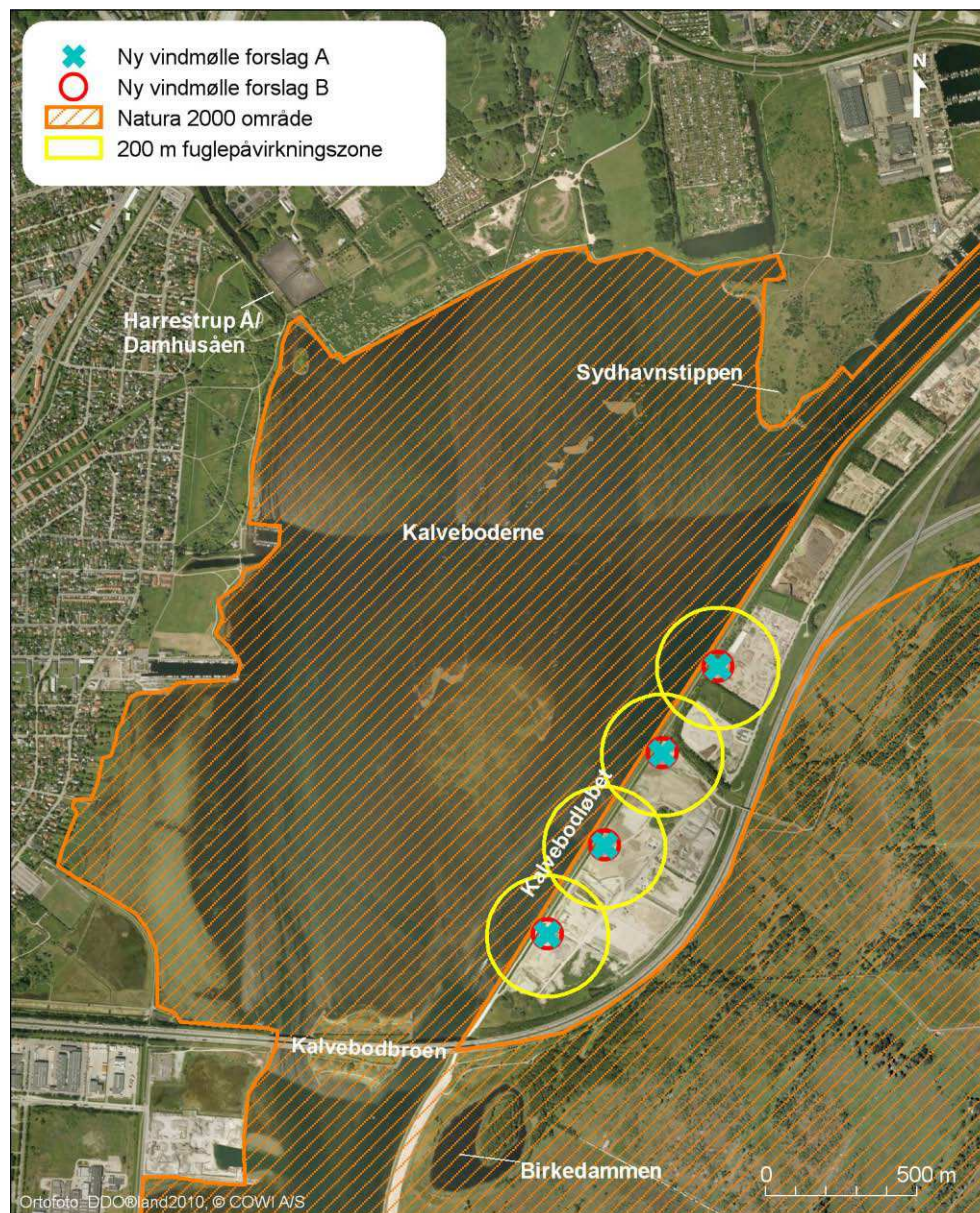 Ny vindmølle forslag A
Ny vindmølle forslag B
Natura 2000 område
200 m fuglepåvirkningszone
N
Harrestrup Å/
Damhusåen
Sydhavnstippen
Kalveboderne
Kalvebodløbet
Kalvebodbroen
Birkedammen
0 500 m
Ortofoto: DDO®land2010, © COWI A/S